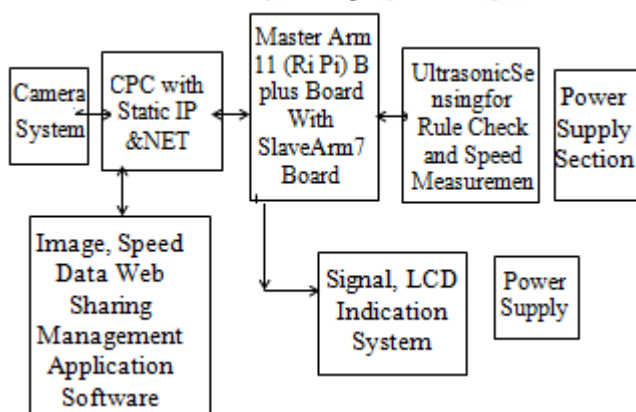 Camera
System
CPC with
Static IP
&NET
Master Arm
11 (Ri Pi) B
plus Board
With
SlaveArm7
Board
UltrasonicSe
nsingfor
Rule Check
and Speed
Measuremen
Power
Supply
Section
Image, Speed
Data Web
Sharing
Management
Application
Software
Signal, LCD
Indication
System
Power
Supply